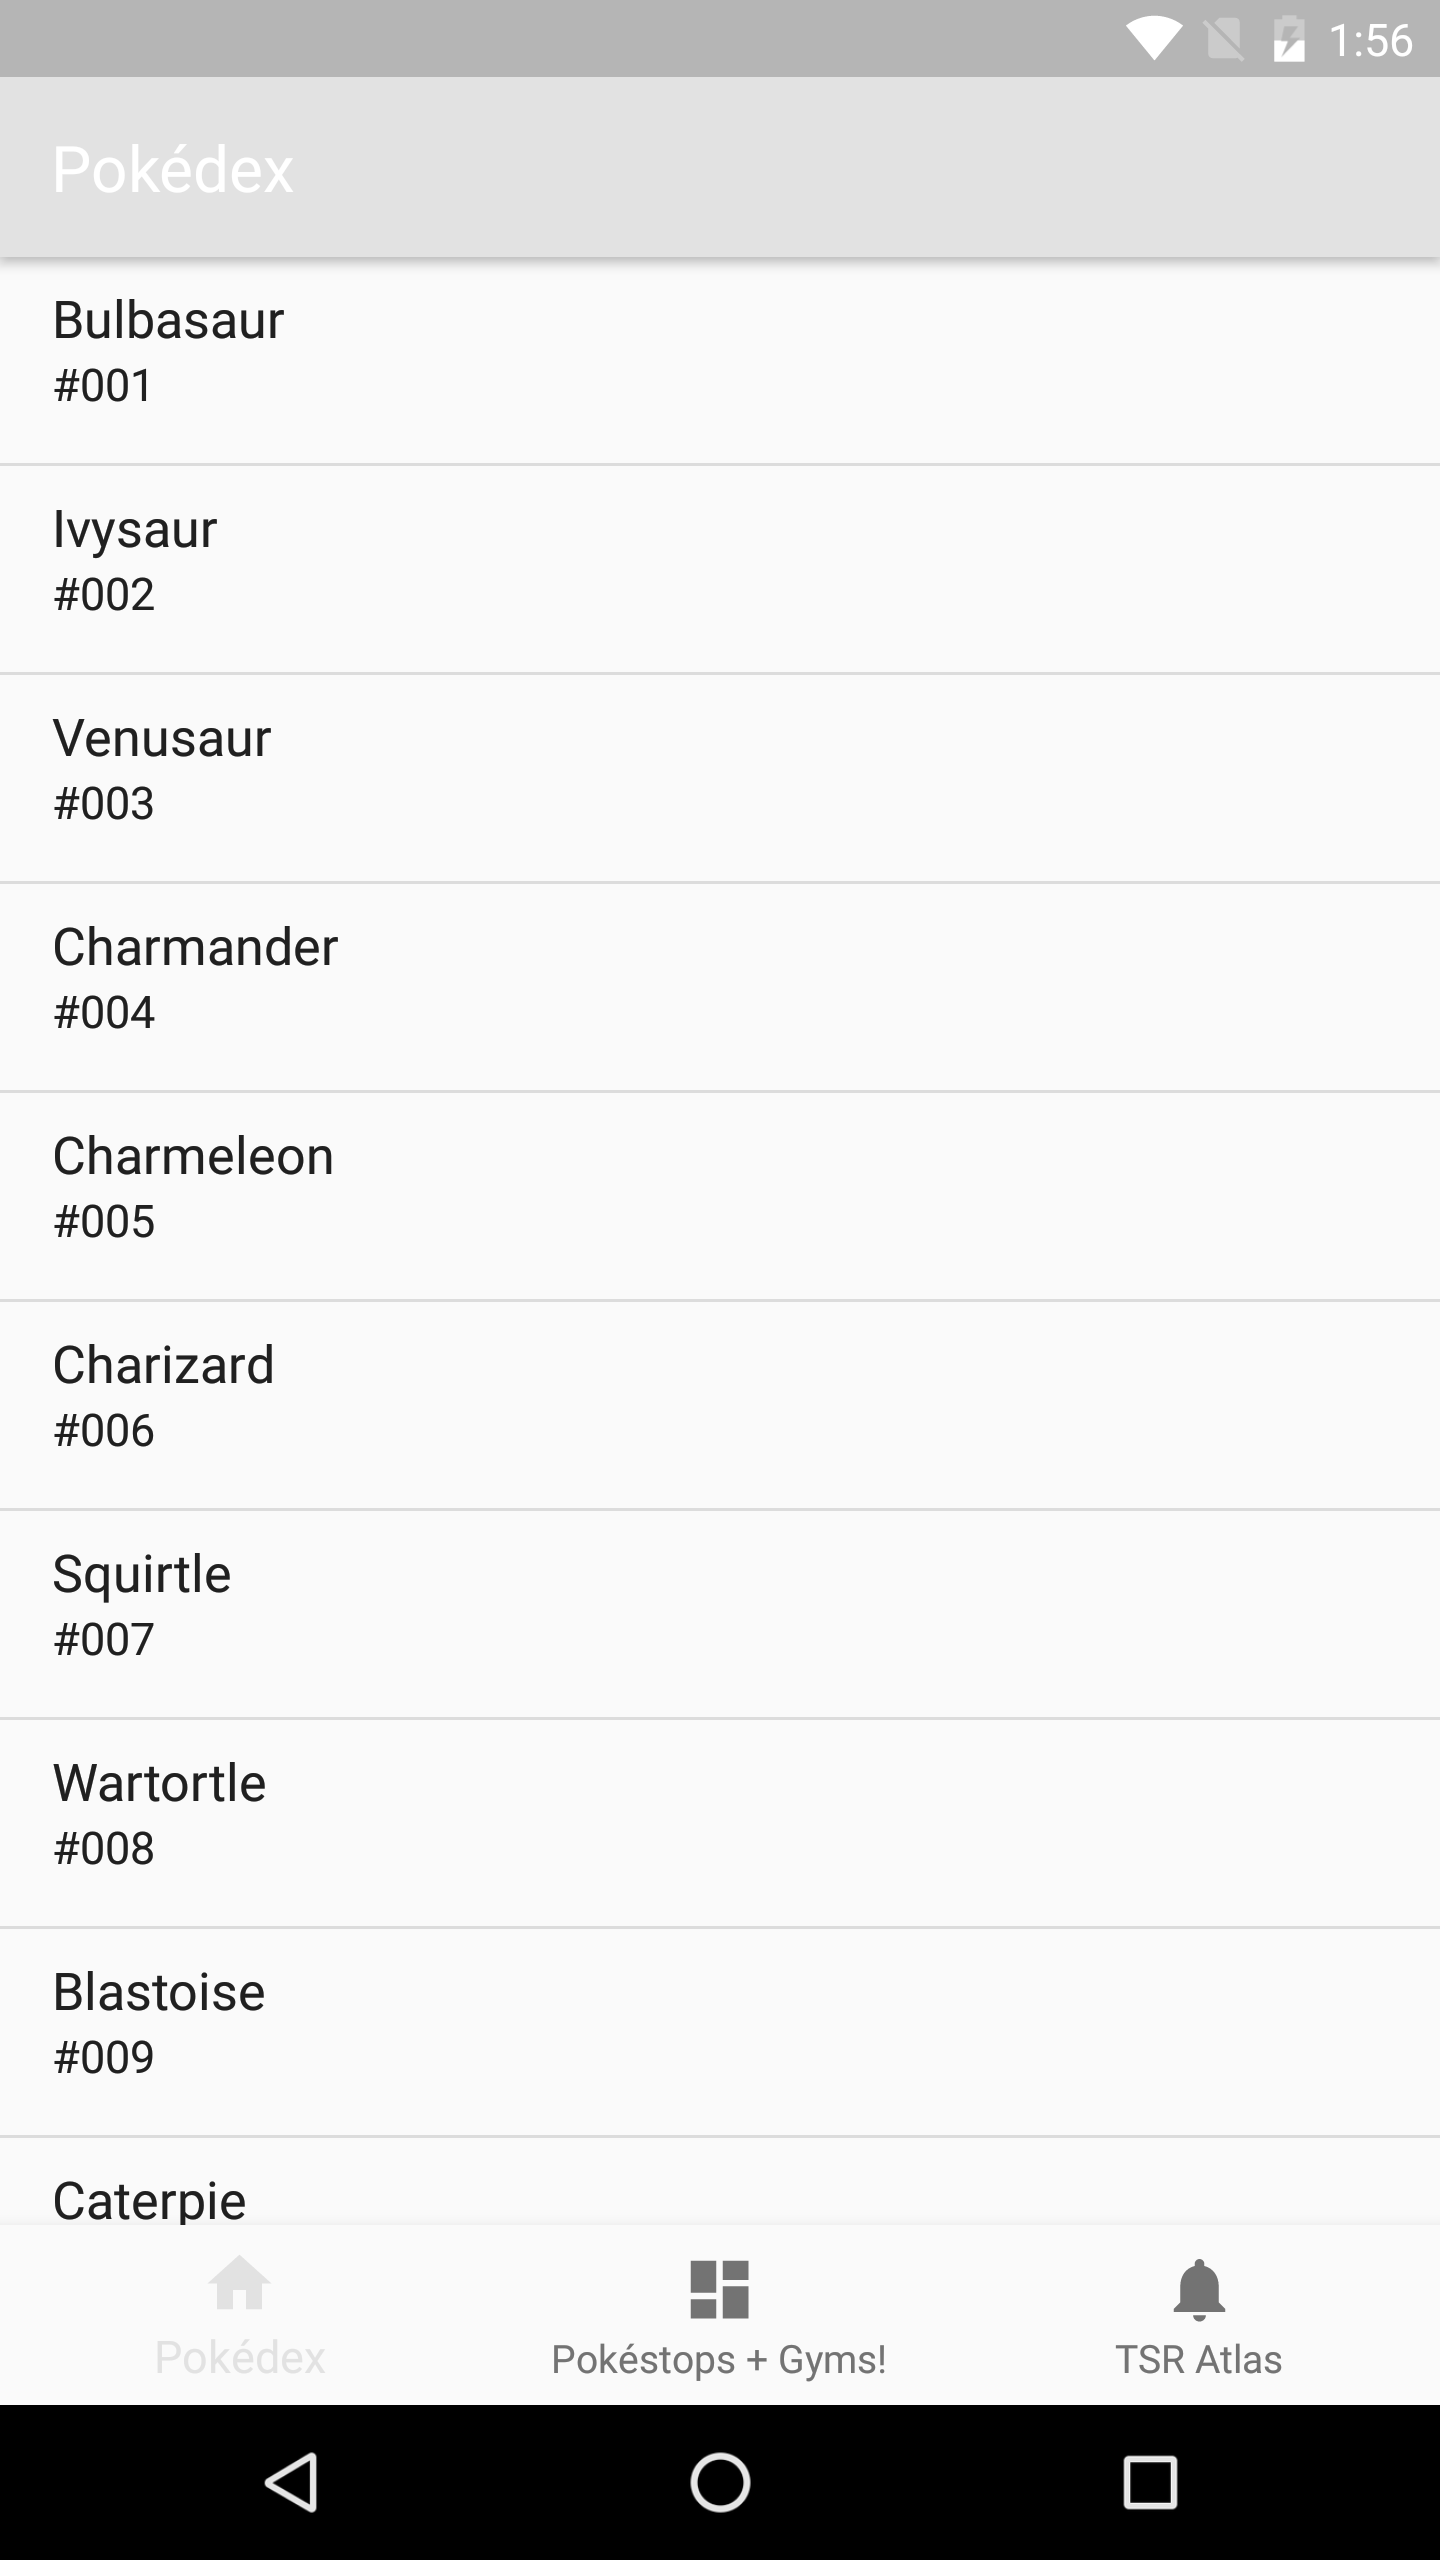 1:56
Pokédex
Bulbasaur
#001
Ivysaur
#002
Venusaur
#003
Charmander
#004
Charmeleon
#005
Charizard
#006
Squirtle
#007
Wartortle
#008
Blastoise
#009
Caterpie
Pokédex
Pokéstops + Gyms!
TSR Atlas